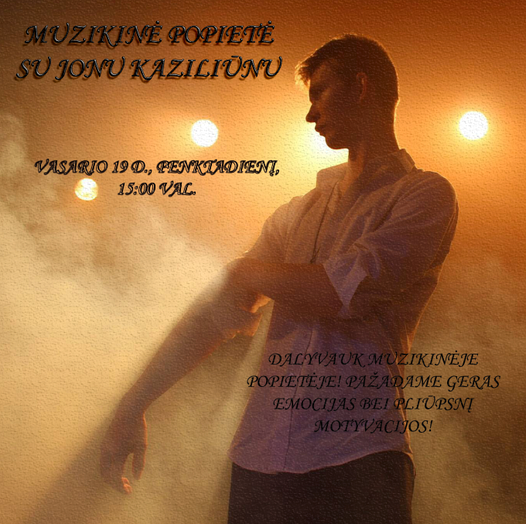 MUZIKINĖ POPIETĖ
SU JONU KAZILIŪNU
VASARIO 19 D., PENKTADIENĮ,
15:00 VAL.
DALYVAUK MUZIKINĖJE
POPIETĖJE! PAŽADAME GERAS
EMOCIJAS BEI PLIŪPSNĮ
MOTYVACIJOS!